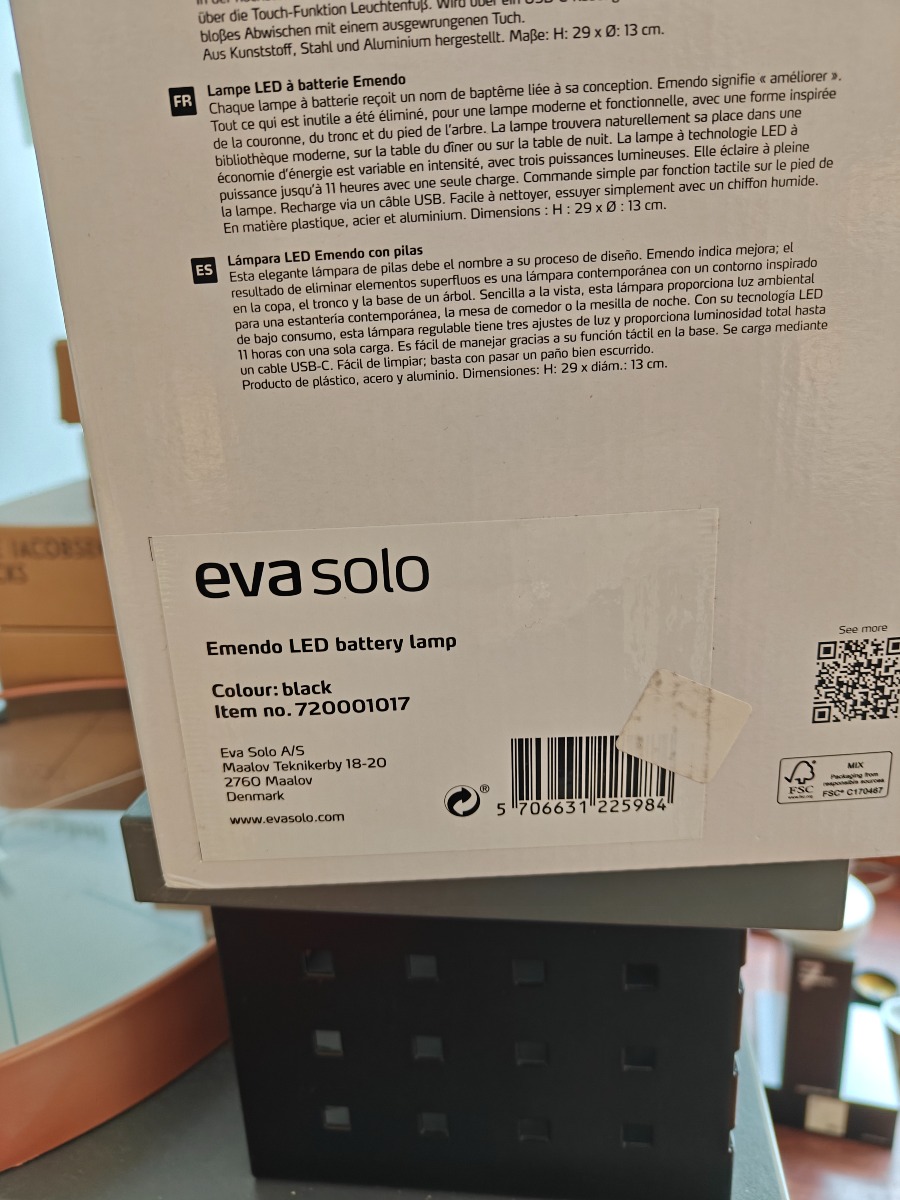 über die Touch-Funktion Leuchtenfuß. Wird über ein USB-C
bloßes Abwischen mit einem ausgewrungenen Tuch.
Aus Kunststoff, Stahl und Aluminium hergestellt. Maße: H: 29 x Ø: 13 cm.
FR
Lampe LED à batterie Emendo
Chaque lampe à batterie reçoit un nom de baptême liée à sa conception. Emendo signifie « améliorer ».
Tout ce qui est inutile a été éliminé, pour une lampe moderne et fonctionnelle, avec une forme inspirée
de la couronne, du tronc et du pied de l'arbre. La lampe trouvera naturellement sa place dans une
bibliothèque moderne, sur la table du dîner ou sur la table de nuit. La lampe à technologie LED à
économie d'énergie est variable en intensité, avec trois puissances lumineuses. Elle éclaire à pleine
puissance jusqu'à 11 heures avec une seule charge. Commande simple par fonction tactile sur le pied de
la lampe. Recharge via un câble USB. Facile à nettoyer, essuyer simplement avec un chiffon humide.
En matière plastique, acier et aluminium. Dimensions : H : 29 x Ø : 13 cm.
ES
Lámpara LED Emendo con pilas
Esta elegante lámpara de pilas debe el nombre a su proceso de diseño. Emendo indica mejora; el
resultado de eliminar elementos superfluos es una lámpara contemporánea con un contorno inspirado
en la copa, el tronco y la base de un árbol. Sencilla a la vista, esta lámpara proporciona luz ambiental
para una estantería contemporánea, la mesa de comedor o la mesilla de noche. Con su tecnología LED
de bajo consumo, esta lámpara regulable tiene tres ajustes de luz y proporciona luminosidad total hasta
11 horas con una sola carga. Es fácil de manejar gracias a su función táctil en la base. Se carga mediante
un cable USB-C. Fácil de limpiar; basta con pasar un paño bien escurrido.
Producto de plástico, acero y aluminio. Dimensiones: H: 29 x diám.: 13 cm.
JACOBSEN
eva solo
Emendo LED battery lamp
Colour: black
Item no. 720001017
Eva Solo A/S
Maalov Teknikerby 18-20
2760 Maalov
Denmark
www.evasolo.com
®
5 706631 225984
See more
FSC
MIX
Packaging from
responsible sources
FSC® C170467